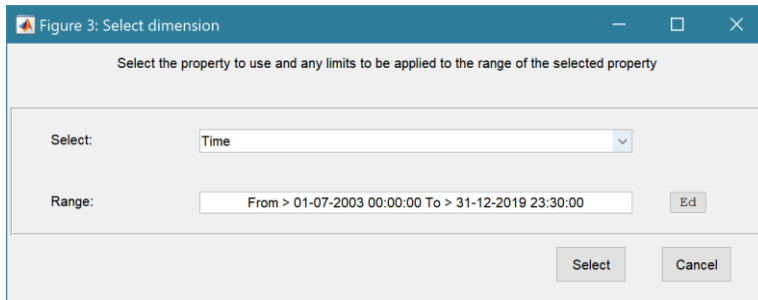 Figure 3: Select dimension
Select the property to use and any limits to be applied to the range of the selected property
Select: Time
Range: From > 01-07-2003 00:00:00 To > 31-12-2019 23:30:00 Ed
Select Cancel